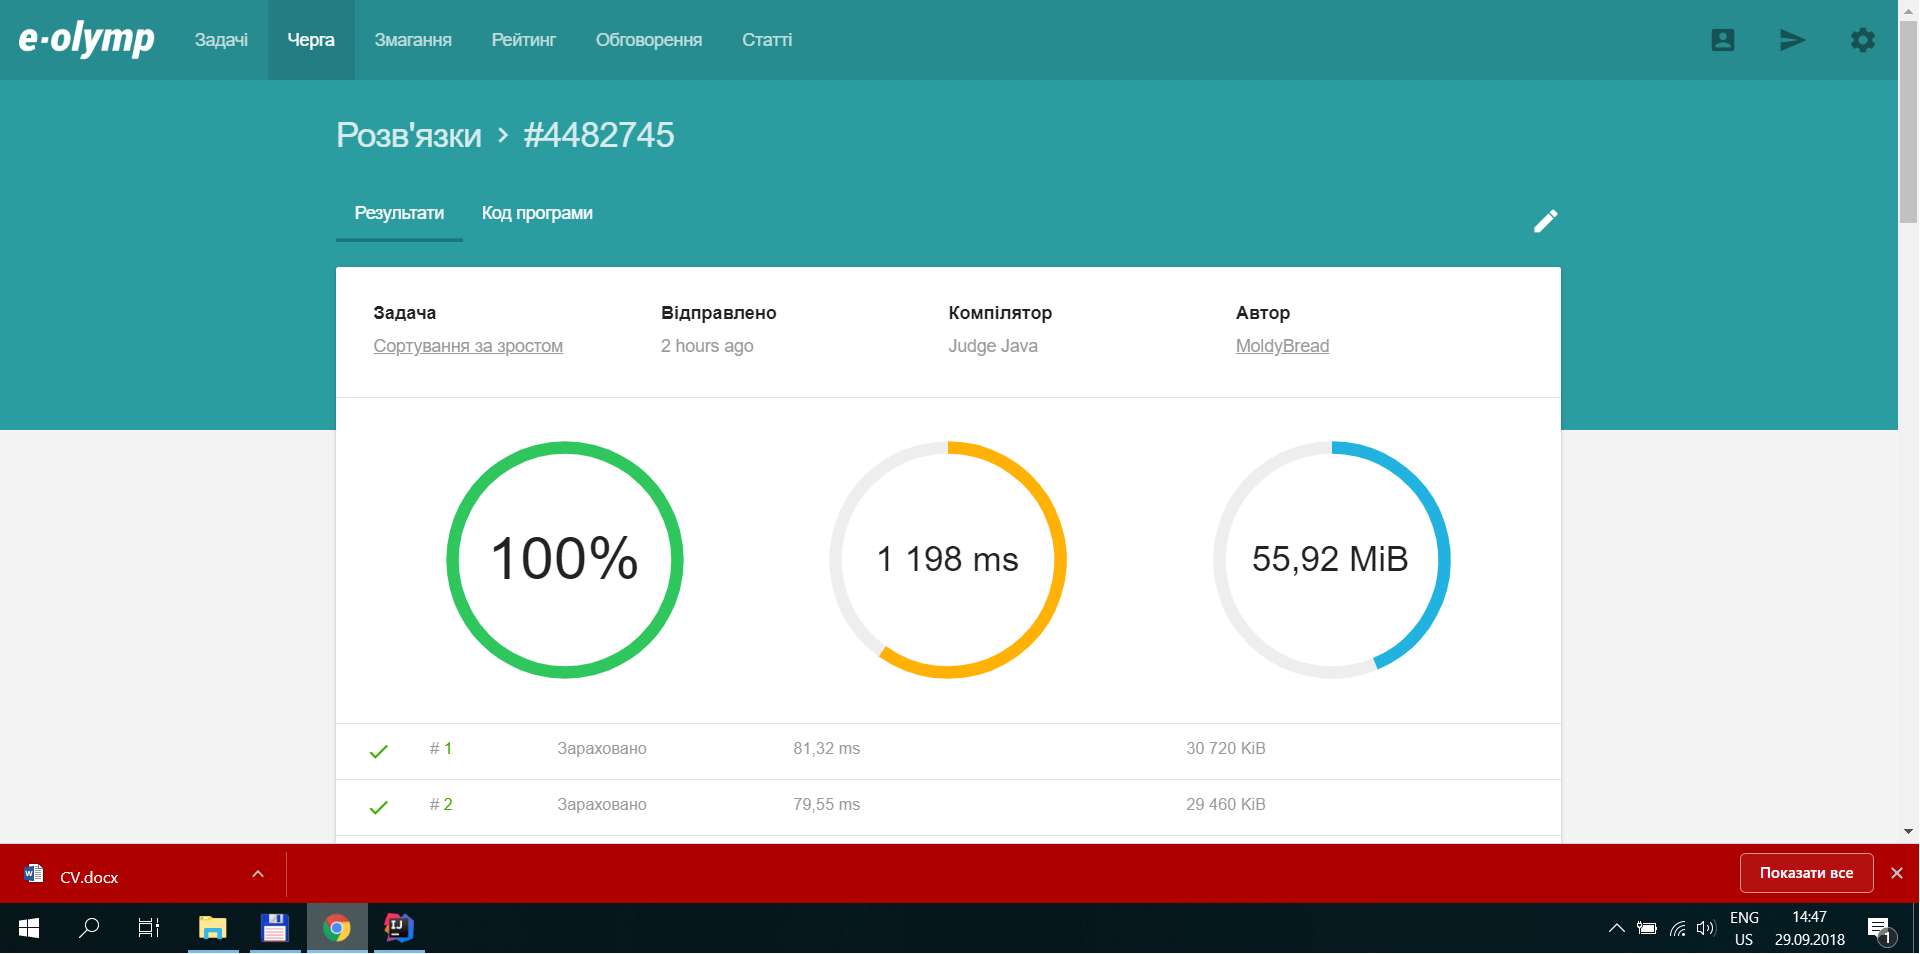 e-olymp Задачі Черга Змагання Рейтинг Обговорення Статті
Розв'язки › #4482745
Результати Код програми
Задача Відправлено Компілятор Автор
Сортування за зростом 2 hours ago Judge Java MoldyBread
100% 1 198 ms 55,92 MiB
# 1 Зараховано 81,32 ms 30 720 KiB
# 2 Зараховано 79,55 ms 29 460 KiB
CV.docx Показати все
ENG 14:47
US 29.09.2018 1